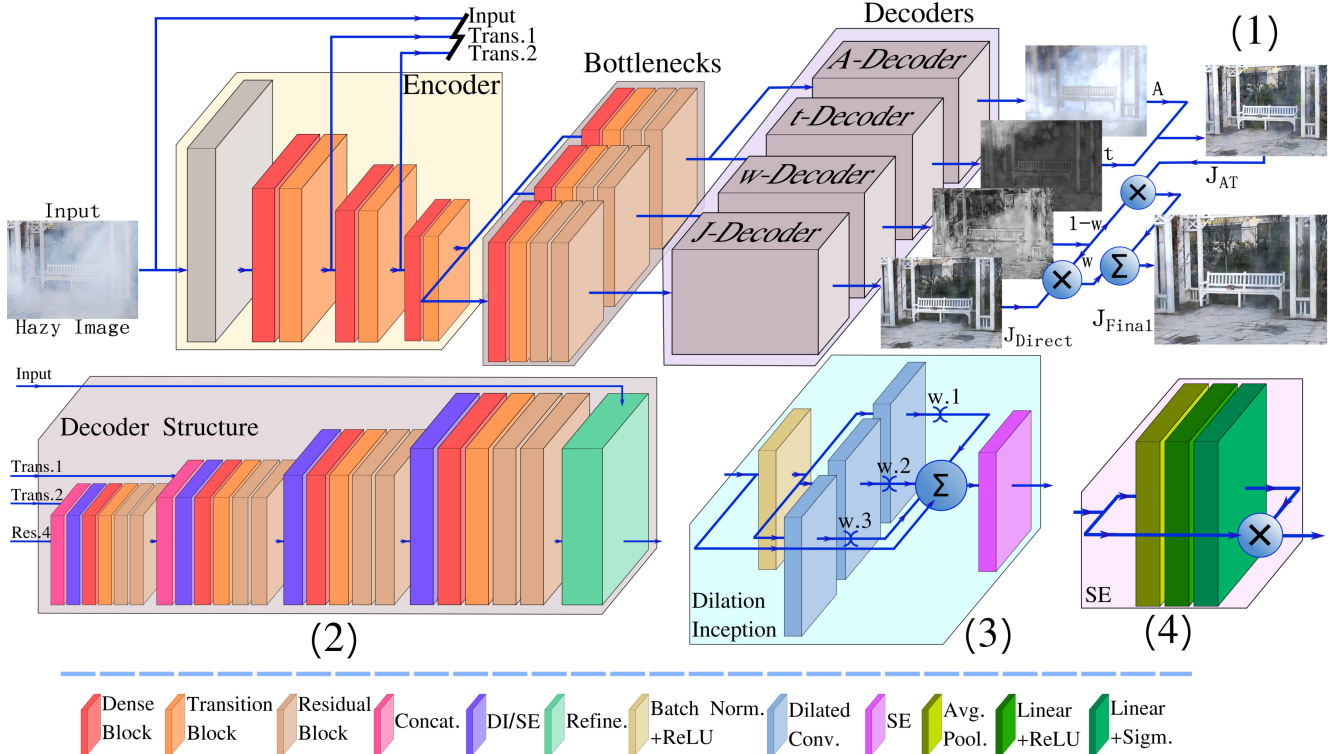 Input
Trans.1
Trans.2
Encoder
Bottlenecks
Decoders
(1)
A-Decoder
t-Decoder
w-Decoder
J-Decoder
A
t
J_AT
1-w
w
J_Direct
J_Final
Input
Hazy Image
Input
Decoder Structure
Trans.1
Trans.2
Res.4
(2)
w.1
w.2
w.3
Σ
Σ
×
×
×
Dilation
Inception
(3)
SE
(4)
Dense
Block
Transition
Block
Residual
Block
Concat.
DI/SE
Refine.
Batch Norm.
+ReLU
Dilated
Conv.
SE
Avg.
Pool.
Linear
+ReLU
Linear
+Sigm.